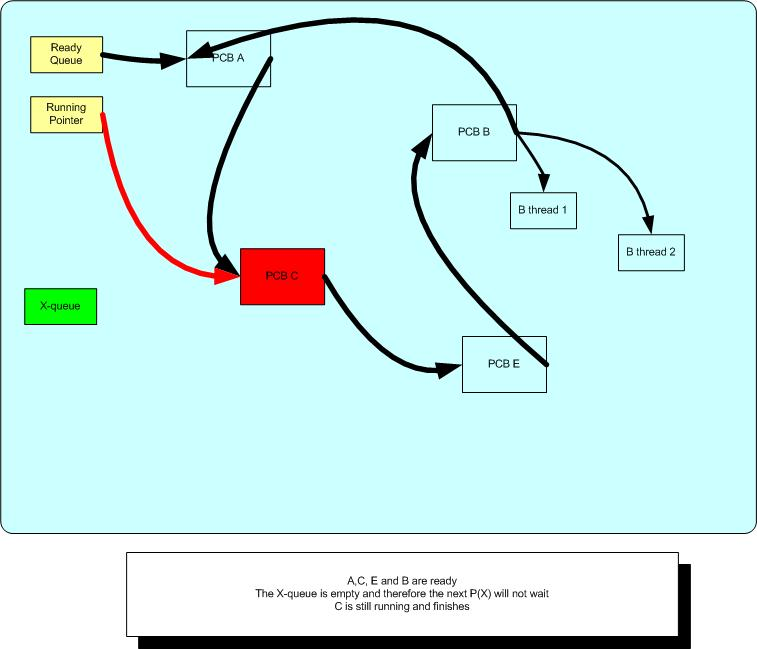 Ready
Queue
PCB A
Running
Pointer
PCB B
B thread 1
B thread 2
PCB C
X-queue
PCB E
A,C, E and B are ready
The X-queue is empty and therefore the next P(X) will not wait
C is still running and finishes